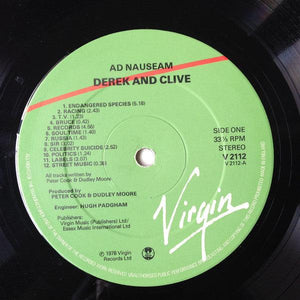 AD NAUSEAM
DEREK AND CLIVE
1. ENDANGERED SPECIES (5.18)
2. RACING (2.43)
3. T.V. (1.23)
4. BRUCE (0.42)
5. RECORDS (4.56)
6. SOULTIME (1.40)
7. RUSSIA (1.43)
8. SIR (3.02)
9. CELEBRITY SUICIDE (2.52)
10. POLITICS (1.24)
11. LABELS (0.57)
12. STREET MUSIC (0.36)
SIDE ONE
33⅓ RPM
STEREO
V 2112
V 2112-A
All tracks written by
Peter Cook & Dudley Moore
Produced by
PETER COOK & DUDLEY MOORE
Engineer: HUGH PADGHAM
Publishers:
Virgin Music (Publishers) Ltd/
Essex Music International Ltd
℗ 1978 Virgin
Records Ltd
Virgin